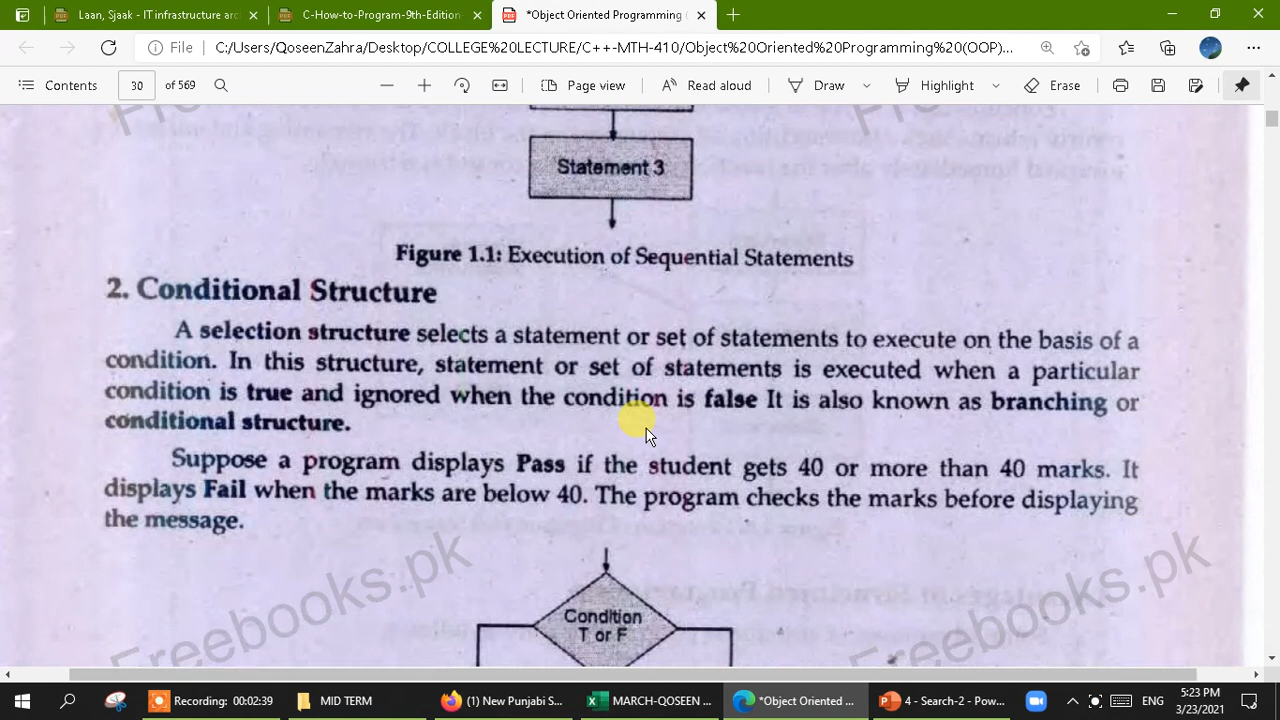 Laan, Sjaak - IT infrastructure arc
C-How-to-Program-9th-Edition-
*Object Oriented Programming (
File
C:/Users/QoseenZahra/Desktop/COLLEGE%20LECTURE/C++-MTH-410/Object%20Oriented%20Programming%20(OOP)...
Contents
30
of 569
Page view
Read aloud
Draw
Highlight
Erase
Statement 3
Figure 1.1: Execution of Sequential Statements
2. Conditional Structure
A selection structure selects a statement or set of statements to execute on the basis of a
condition. In this structure, statement or set of statements is executed when a particular
condition is true and ignored when the condition is false It is also known as branching or
conditional structure.
Suppose a program displays Pass if the student gets 40 or more than 40 marks. It
displays Fail when the marks are below 40. The program checks the marks before displaying
the message.
Freebooks.pk
Freebooks.pk
Condition
T or F
Recording: 00:02:39
MID TERM
(1) New Punjabi S...
MARCH-QOSEEN ...
*Object Oriented ...
4 - Search-2 - Pow...
ENG
5:23 PM
3/23/2021